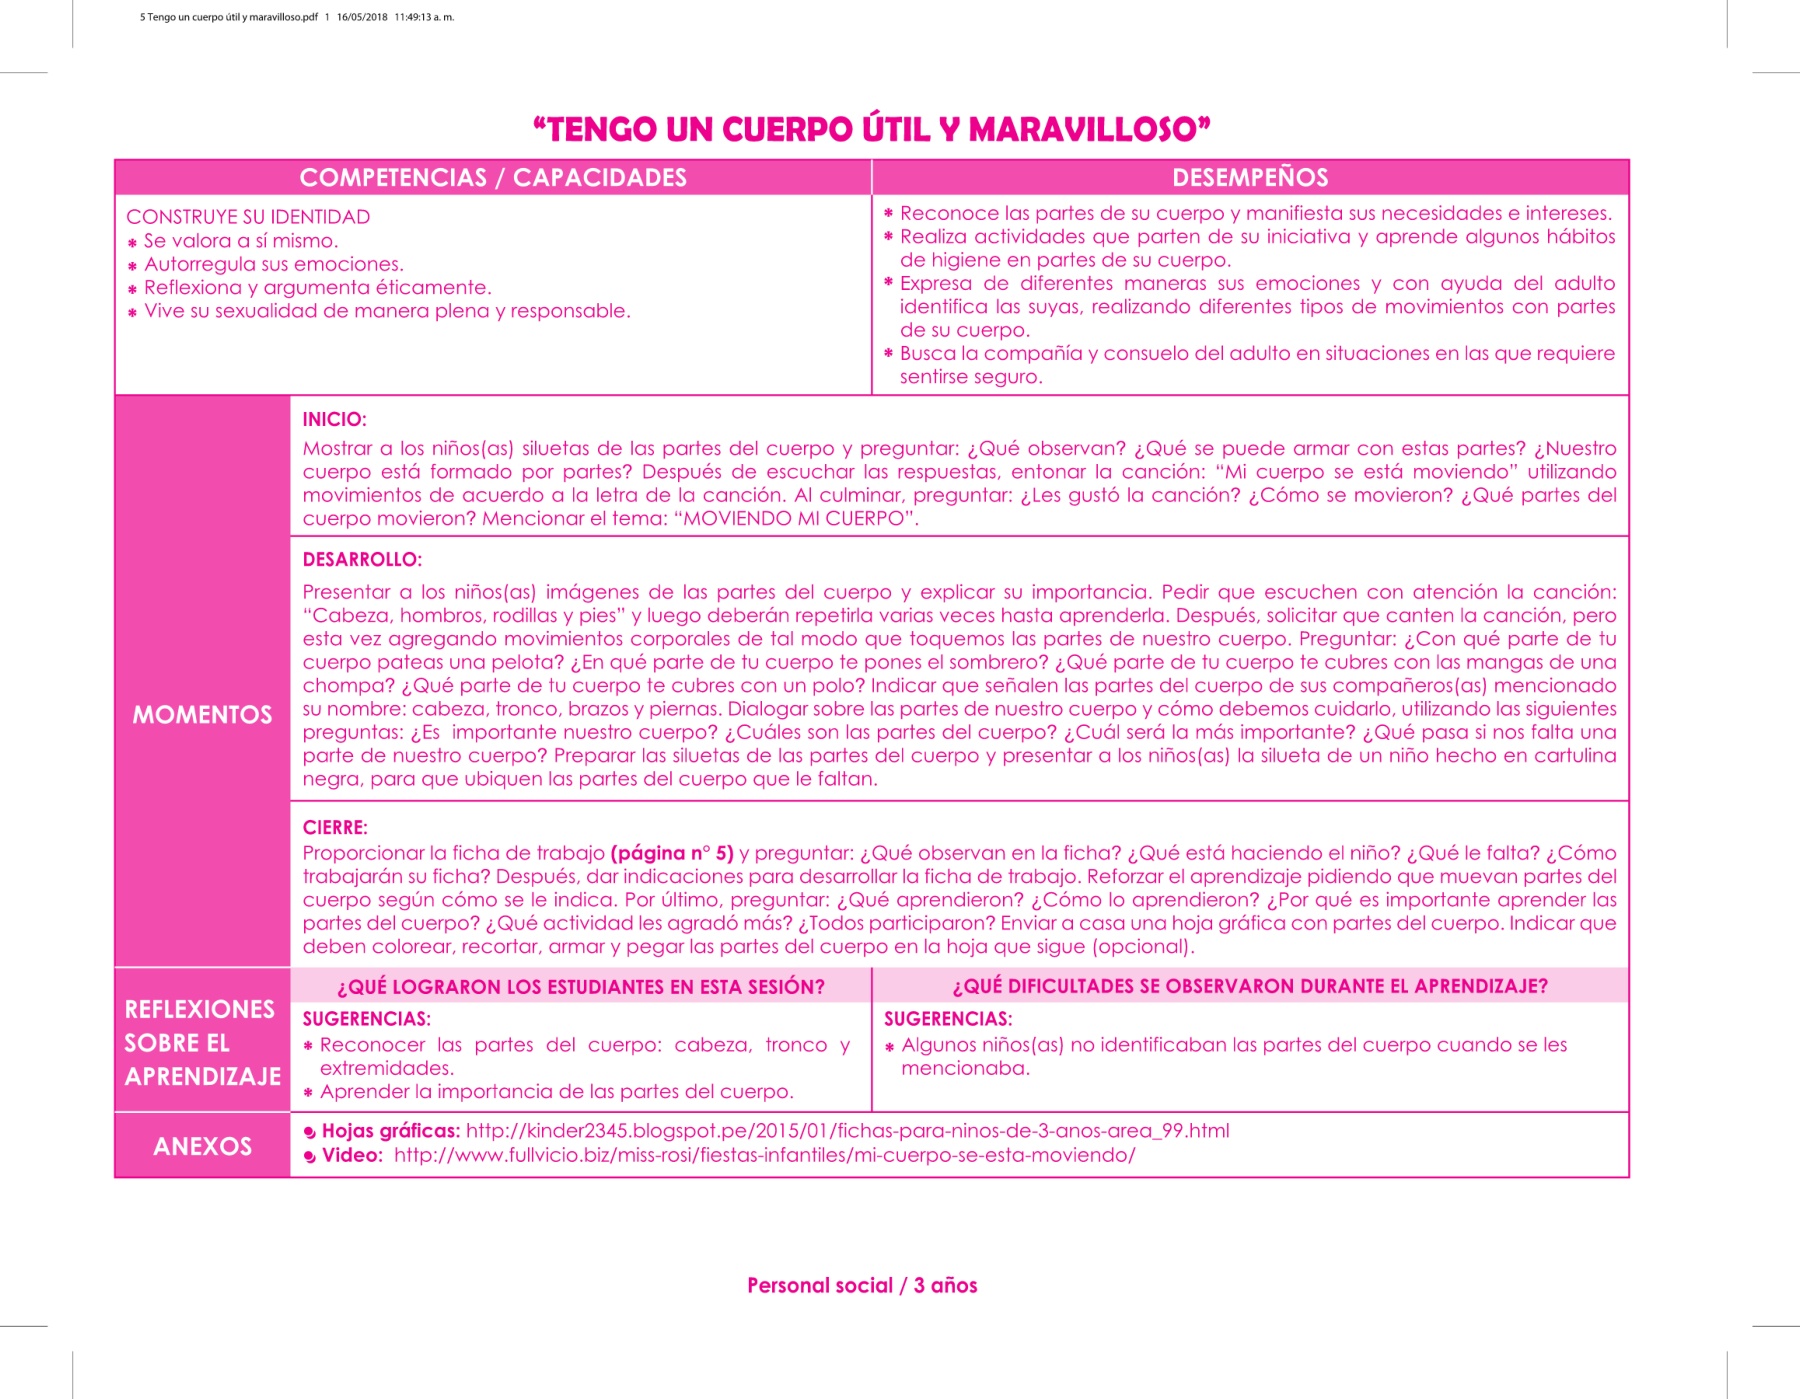 5 Tengo un cuerpo útil y maravilloso.pdf 1 16/05/2018 11:49:13 a. m.
“TENGO UN CUERPO ÚTIL Y MARAVILLOSO”
COMPETENCIAS / CAPACIDADES
DESEMPEÑOS
CONSTRUYE SU IDENTIDAD
* Se valora a sí mismo.
* Autorregula sus emociones.
* Reflexiona y argumenta éticamente.
* Vive su sexualidad de manera plena y responsable.
* Reconoce las partes de su cuerpo y manifiesta sus necesidades e intereses.
* Realiza actividades que parten de su iniciativa y aprende algunos hábitos
de higiene en partes de su cuerpo.
* Expresa de diferentes maneras sus emociones y con ayuda del adulto
identifica las suyas, realizando diferentes tipos de movimientos con partes
de su cuerpo.
* Busca la compañía y consuelo del adulto en situaciones en las que requiere
sentirse seguro.
MOMENTOS
INICIO:
Mostrar a los niños(as) siluetas de las partes del cuerpo y preguntar: ¿Qué observan? ¿Qué se puede armar con estas partes? ¿Nuestro
cuerpo está formado por partes? Después de escuchar las respuestas, entonar la canción: “Mi cuerpo se está moviendo” utilizando
movimientos de acuerdo a la letra de la canción. Al culminar, preguntar: ¿Les gustó la canción? ¿Cómo se movieron? ¿Qué partes del
cuerpo movieron? Mencionar el tema: “MOVIENDO MI CUERPO”.
DESARROLLO:
Presentar a los niños(as) imágenes de las partes del cuerpo y explicar su importancia. Pedir que escuchen con atención la canción:
“Cabeza, hombros, rodillas y pies” y luego deberán repetirla varias veces hasta aprenderla. Después, solicitar que canten la canción, pero
esta vez agregando movimientos corporales de tal modo que toquemos las partes de nuestro cuerpo. Preguntar: ¿Con qué parte de tu
cuerpo pateas una pelota? ¿En qué parte de tu cuerpo te pones el sombrero? ¿Qué parte de tu cuerpo te cubres con las mangas de una
chompa? ¿Qué parte de tu cuerpo te cubres con un polo? Indicar que señalen las partes del cuerpo de sus compañeros(as) mencionado
su nombre: cabeza, tronco, brazos y piernas. Dialogar sobre las partes de nuestro cuerpo y cómo debemos cuidarlo, utilizando las siguientes
preguntas: ¿Es importante nuestro cuerpo? ¿Cuáles son las partes del cuerpo? ¿Cuál será la más importante? ¿Qué pasa si nos falta una
parte de nuestro cuerpo? Preparar las siluetas de las partes del cuerpo y presentar a los niños(as) la silueta de un niño hecho en cartulina
negra, para que ubiquen las partes del cuerpo que le faltan.
CIERRE:
Proporcionar la ficha de trabajo (página n° 5) y preguntar: ¿Qué observan en la ficha? ¿Qué está haciendo el niño? ¿Qué le falta? ¿Cómo
trabajarán su ficha? Después, dar indicaciones para desarrollar la ficha de trabajo. Reforzar el aprendizaje pidiendo que muevan partes del
cuerpo según cómo se le indica. Por último, preguntar: ¿Qué aprendieron? ¿Cómo lo aprendieron? ¿Por qué es importante aprender las
partes del cuerpo? ¿Qué actividad les agradó más? ¿Todos participaron? Enviar a casa una hoja gráfica con partes del cuerpo. Indicar que
deben colorear, recortar, armar y pegar las partes del cuerpo en la hoja que sigue (opcional).
REFLEXIONES
SOBRE EL
APRENDIZAJE
¿QUÉ LOGRARON LOS ESTUDIANTES EN ESTA SESIÓN?
SUGERENCIAS:
* Reconocer las partes del cuerpo: cabeza, tronco y
extremidades.
* Aprender la importancia de las partes del cuerpo.
¿QUÉ DIFICULTADES SE OBSERVARON DURANTE EL APRENDIZAJE?
SUGERENCIAS:
* Algunos niños(as) no identificaban las partes del cuerpo cuando se les
mencionaba.
ANEXOS
Hojas gráficas: http://kinder2345.blogspot.pe/2015/01/fichas-para-ninos-de-3-anos-area_99.html
Video: http://www.fullvicio.biz/miss-rosi/fiestas-infantiles/mi-cuerpo-se-esta-moviendo/
Personal social / 3 años